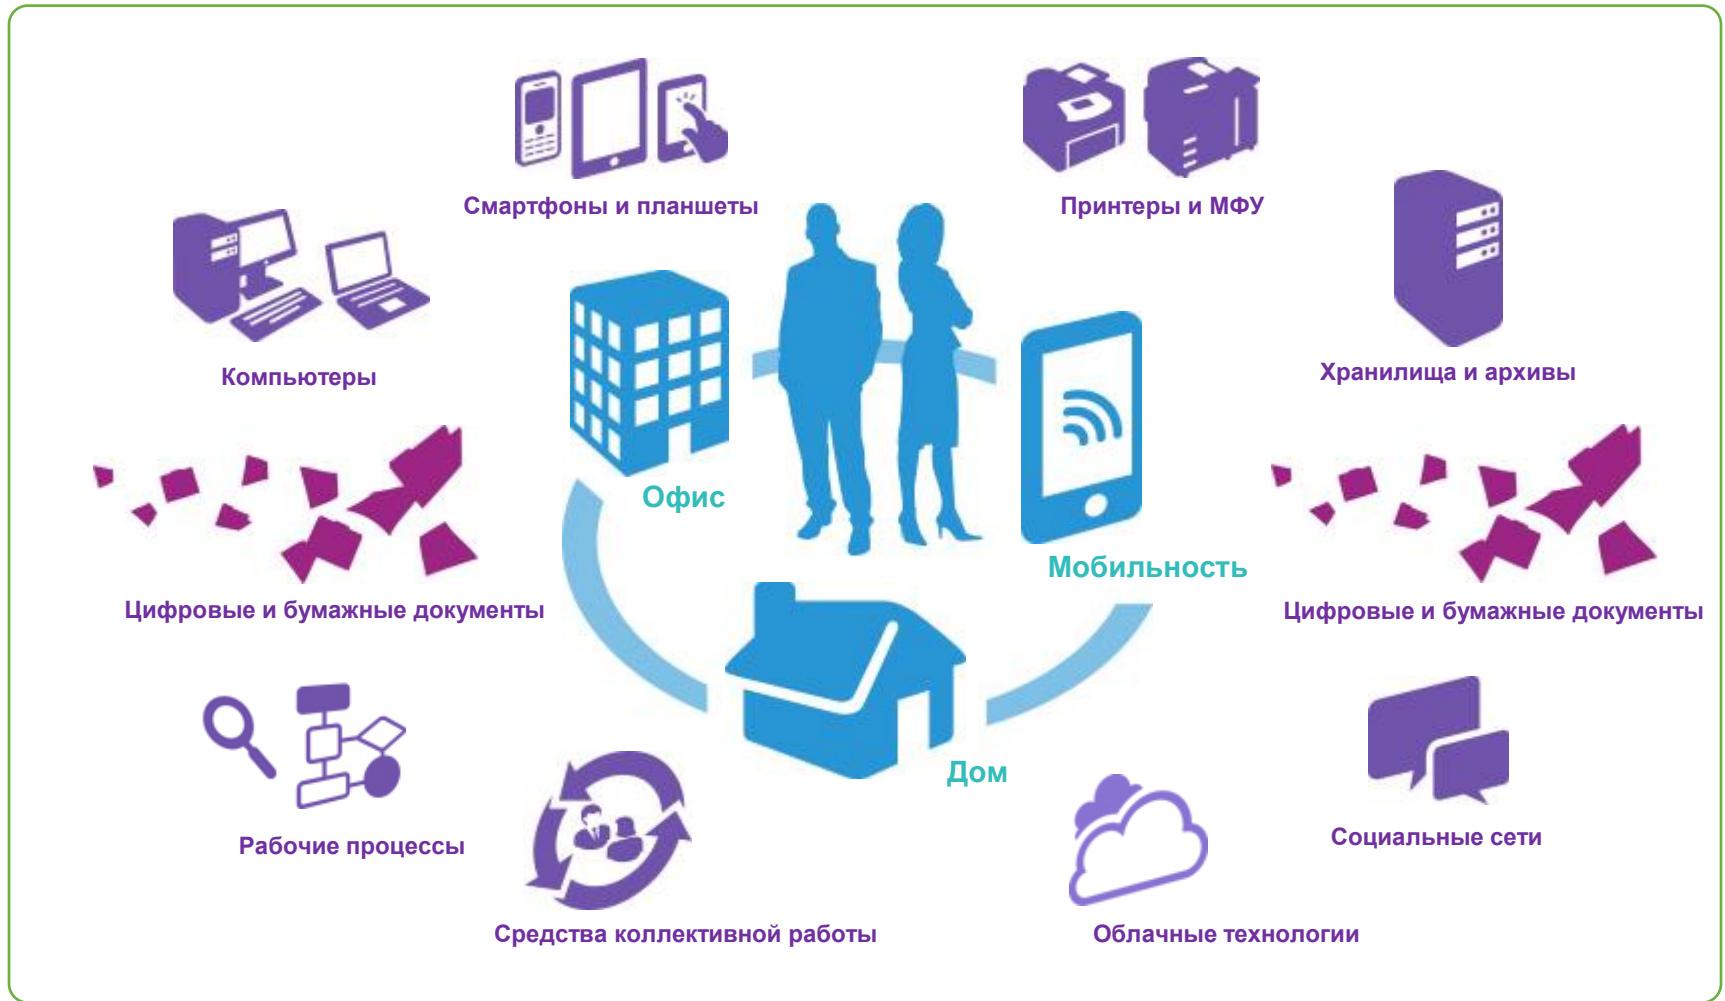 Смартфоны и планшеты
Принтеры и МФУ
Компьютеры
Хранилища и архивы
Офис
Мобильность
Цифровые и бумажные документы
Цифровые и бумажные документы
Дом
Рабочие процессы
Социальные сети
Средства коллективной работы
Облачные технологии